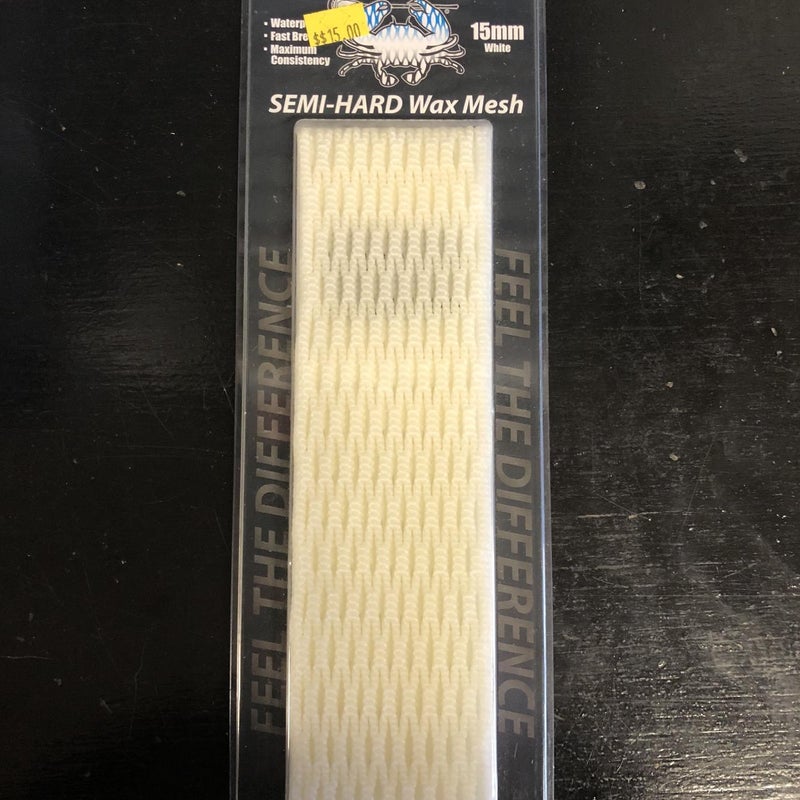 • Waterp
• Fast Bre
• Maximum
Consistency
$$15.00
15mm
White
SEMI-HARD Wax Mesh
FEEL THE DIFFERENCE
FEEL THE DIFFERENCE